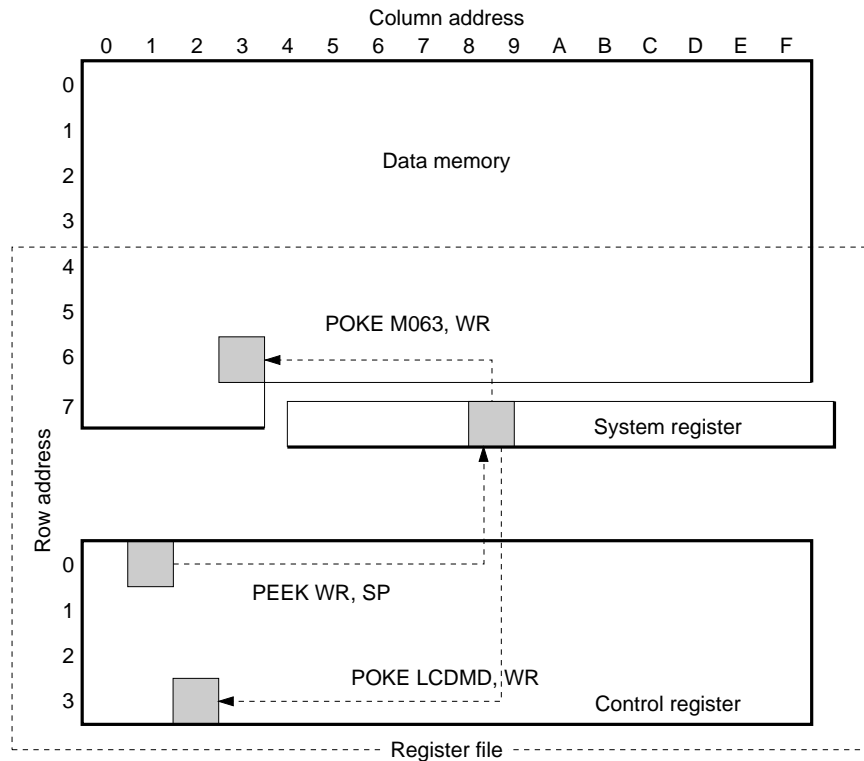 Column address
0 1 2 3 4 5 6 7 8 9 A B C D E F
0
1
Data memory
2
3
4
5
POKE M063, WR
6
7
System register
Row address
0
PEEK WR, SP
1
2
POKE LCDMD, WR
3
Control register
Register file